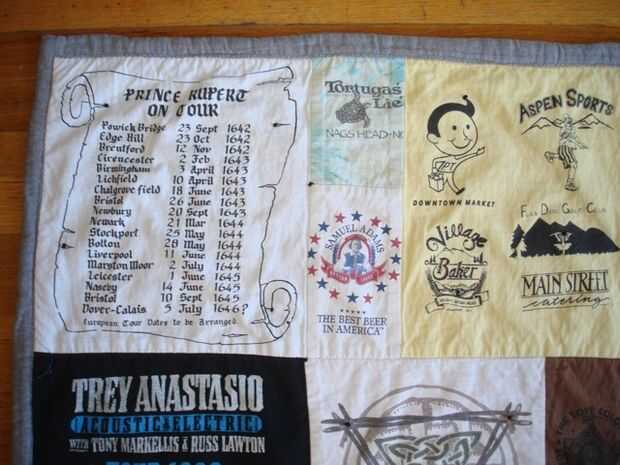 PRINCE RUPERT
ON TOUR
Powick Bridge 23 Sept 1642
Edge Hill 23 Oct 1642
Brentford 12 Nov 1642
Cirencester 2 Feb 1643
Birmingham 3 April 1643
Lichfield 10 April 1643
Chalgrove field 18 June 1643
Bristol 26 June 1643
Newbury 20 Sept 1643
Newark 21 Mar 1644
Stockport 25 May 1644
Bolton 28 May 1644
Liverpool 11 June 1644
Marston Moor 2 July 1644
Leicester 1 June 1645
Naseby 14 June 1645
Bristol 10 Sept 1645
Dover-Calais 5 July 1646?
European Tour Dates to be Arranged
Tortugas
Lie
NAGS HEAD, NC
SAMUEL ADAMS
THE BEST BEER
IN AMERICA"
DOWNTOWN MARKET
ASPEN SPORTS
Village
Baker
MAIN STREET
catering
TREY ANASTASIO
ACOUSTIC & ELECTRIC
WITH TONY MARKELLIS & RUSS LAWTON